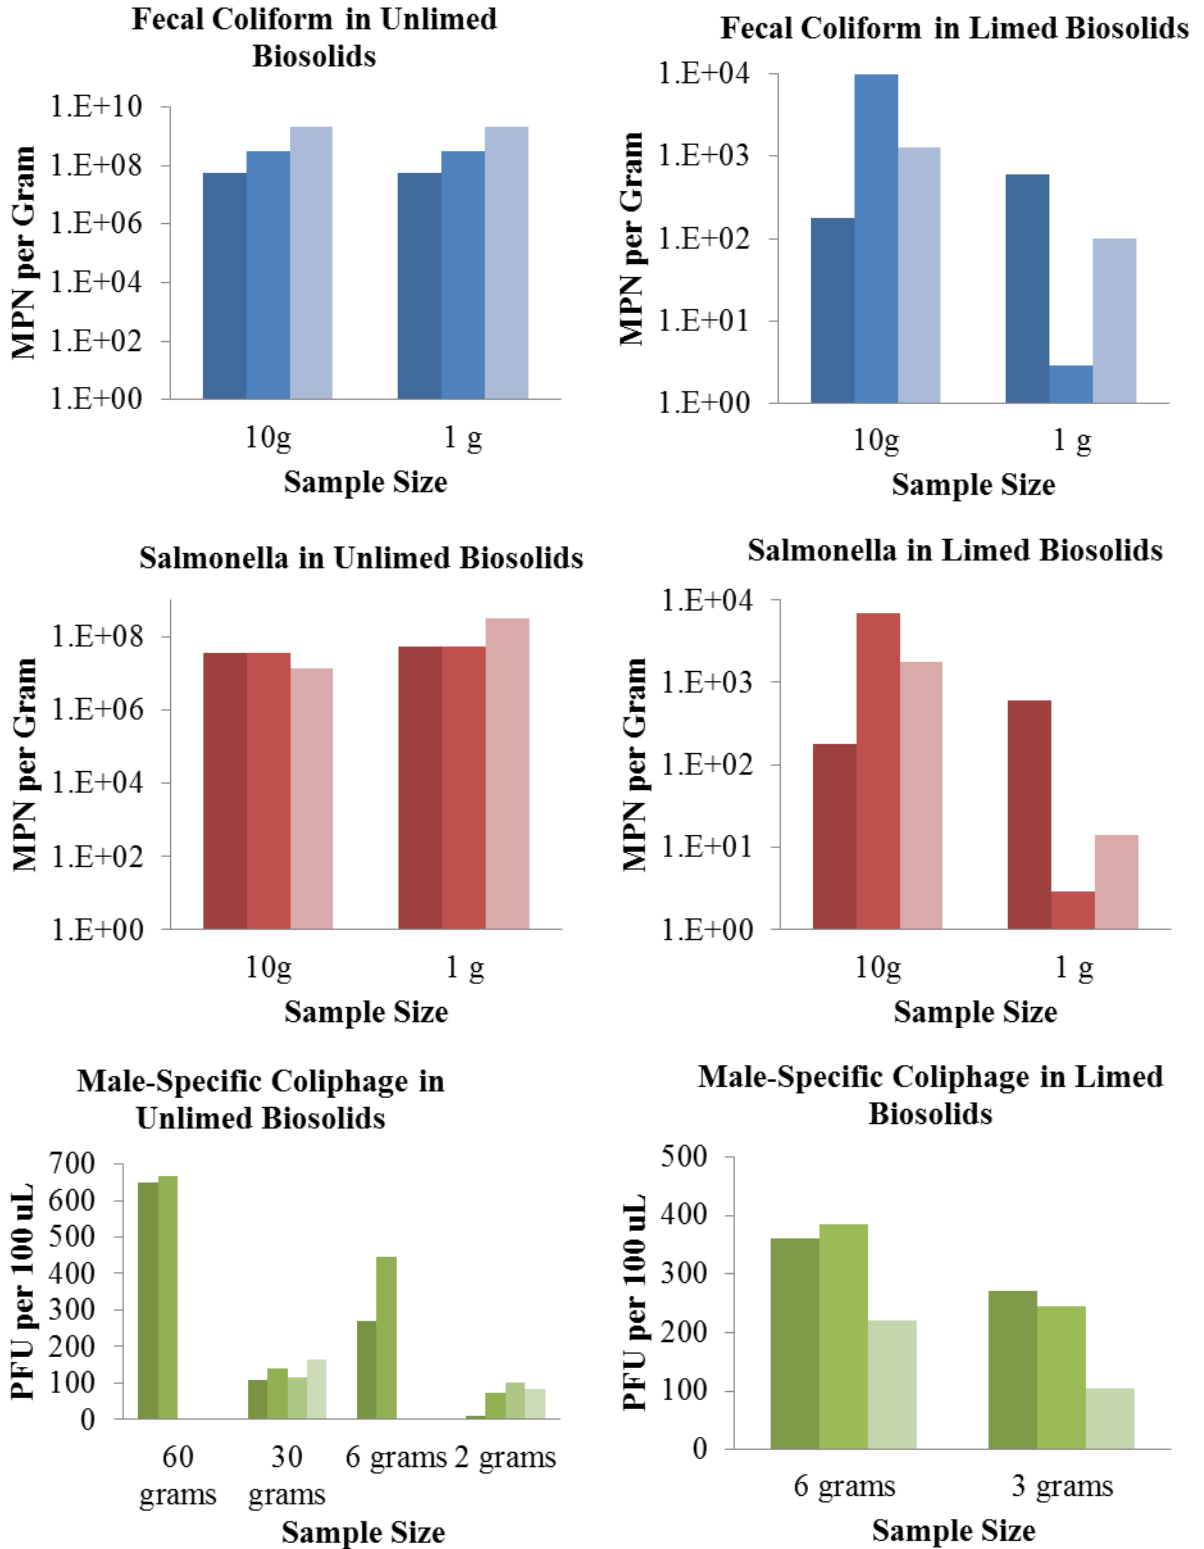 Fecal Coliform in Unlimed
Biosolids
MPN per Gram
1.E+10
1.E+08
1.E+06
1.E+04
1.E+02
1.E+00
10g
1 g
Sample Size
Fecal Coliform in Limed Biosolids
MPN per Gram
1.E+04
1.E+03
1.E+02
1.E+01
1.E+00
10g
1 g
Sample Size
Salmonella in Unlimed Biosolids
MPN per Gram
1.E+08
1.E+06
1.E+04
1.E+02
1.E+00
10g
1 g
Sample Size
Salmonella in Limed Biosolids
MPN per Gram
1.E+04
1.E+03
1.E+02
1.E+01
1.E+00
10g
1 g
Sample Size
Male-Specific Coliphage in
Unlimed Biosolids
PFU per 100 uL
700
600
500
400
300
200
100
0
60
grams
30
grams
6 grams
2 grams
Sample Size
Male-Specific Coliphage in Limed
Biosolids
PFU per 100 uL
500
400
300
200
100
0
6 grams
3 grams
Sample Size